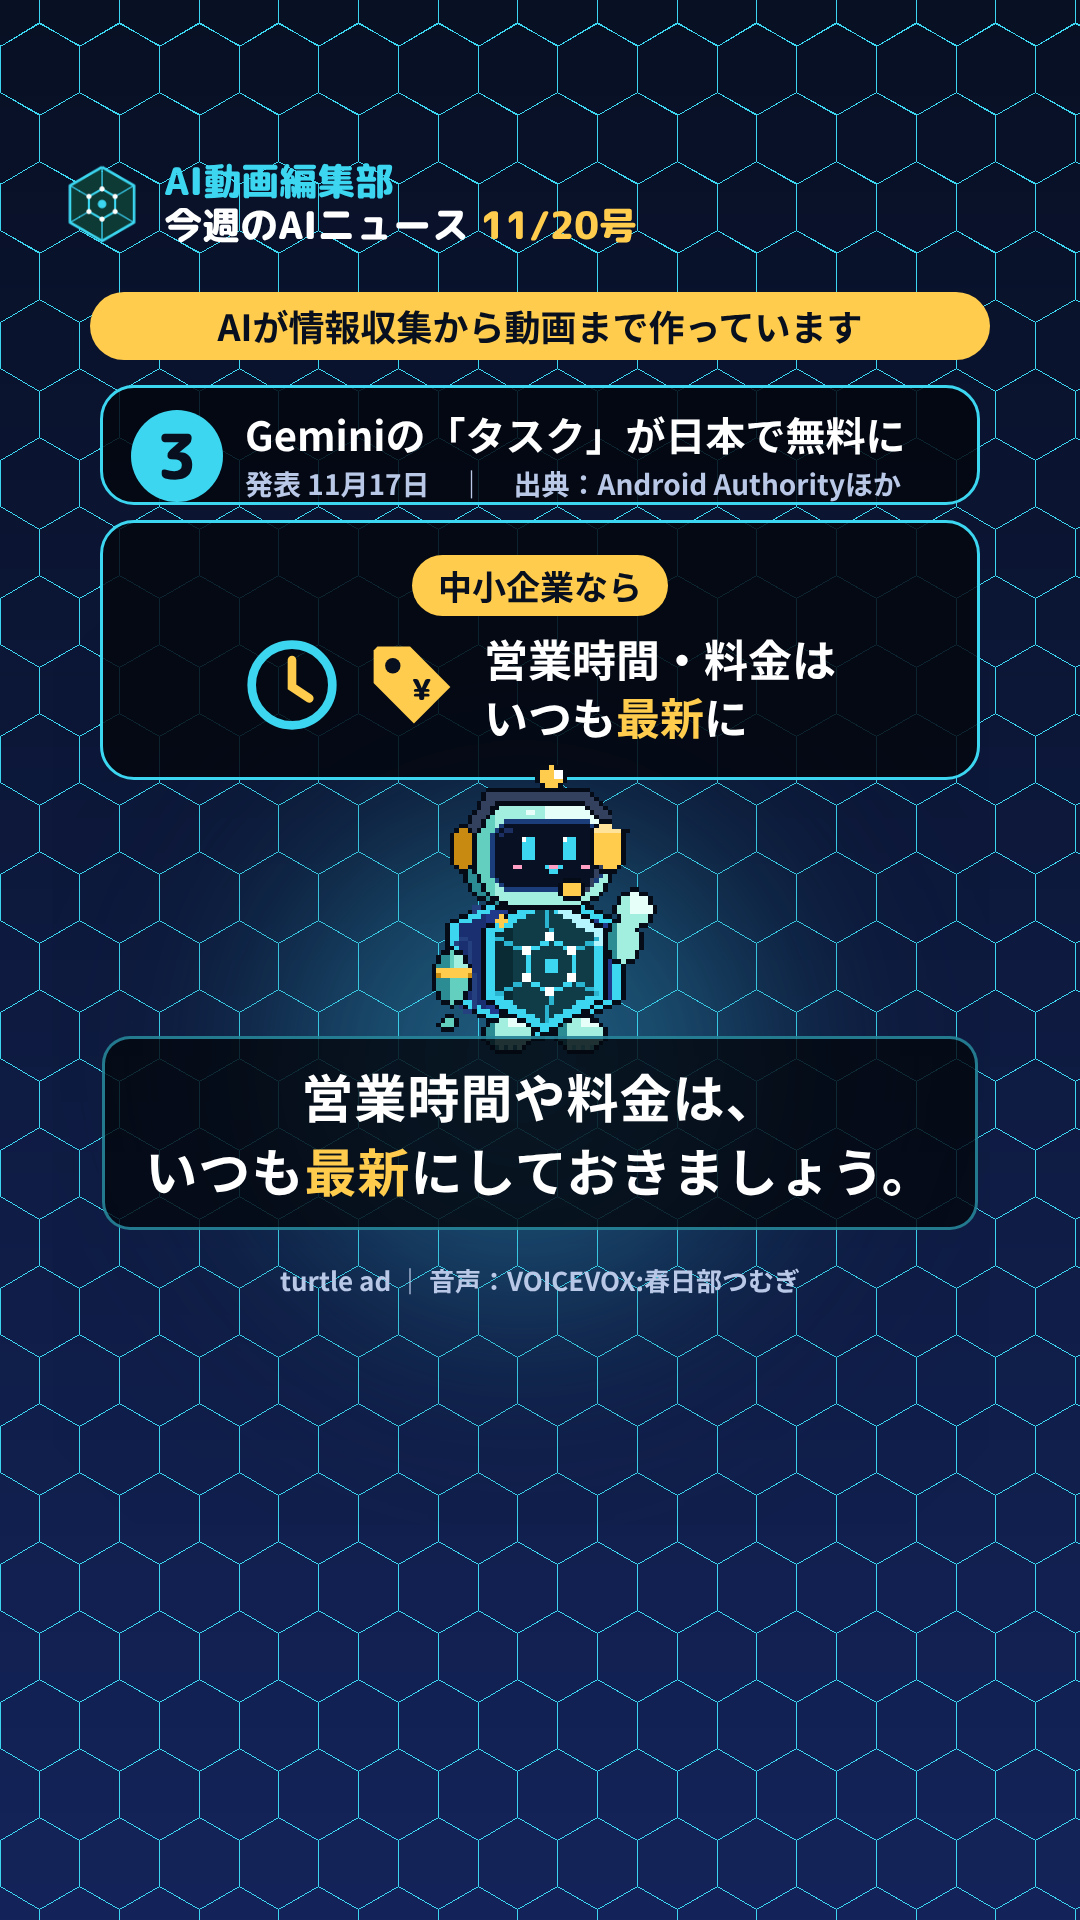 AI動画編集部
今週のAIニュース 11/20号
AIが情報収集から動画まで作っています
3
Geminiの「タスク」が日本で無料に
発表 11月17日 ｜ 出典：Android Authorityほか
中小企業なら
¥
営業時間・料金は
いつも最新に
営業時間や料金は、
いつも最新にしておきましょう。
turtle ad ｜ 音声：VOICEVOX:春日部つむぎ